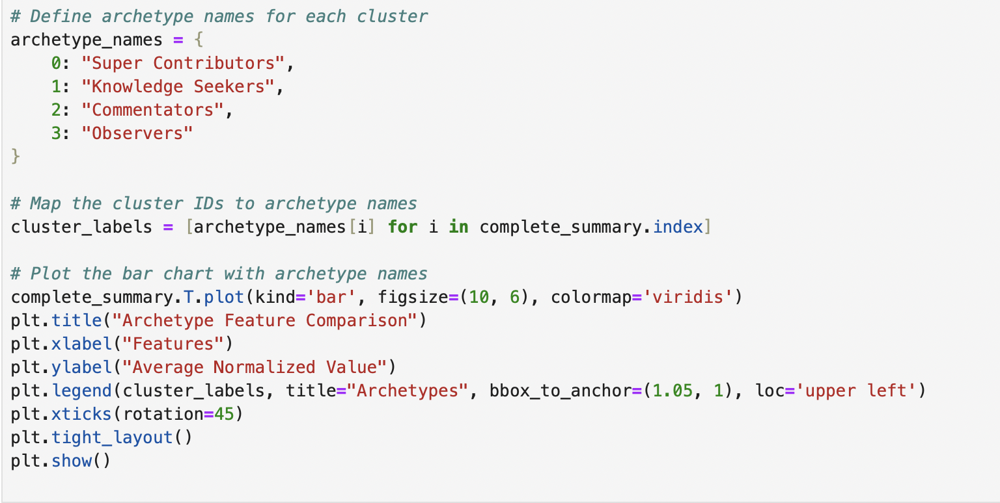 # Define archetype names for each cluster
archetype_names = {
    0: "Super Contributors",
    1: "Knowledge Seekers",
    2: "Commentators",
    3: "Observers"
}

# Map the cluster IDs to archetype names
cluster_labels = [archetype_names[i] for i in complete_summary.index]

# Plot the bar chart with archetype names
complete_summary.T.plot(kind='bar', figsize=(10, 6), colormap='viridis')
plt.title("Archetype Feature Comparison")
plt.xlabel("Features")
plt.ylabel("Average Normalized Value")
plt.legend(cluster_labels, title="Archetypes", bbox_to_anchor=(1.05, 1), loc='upper left')
plt.xticks(rotation=45)
plt.tight_layout()
plt.show()